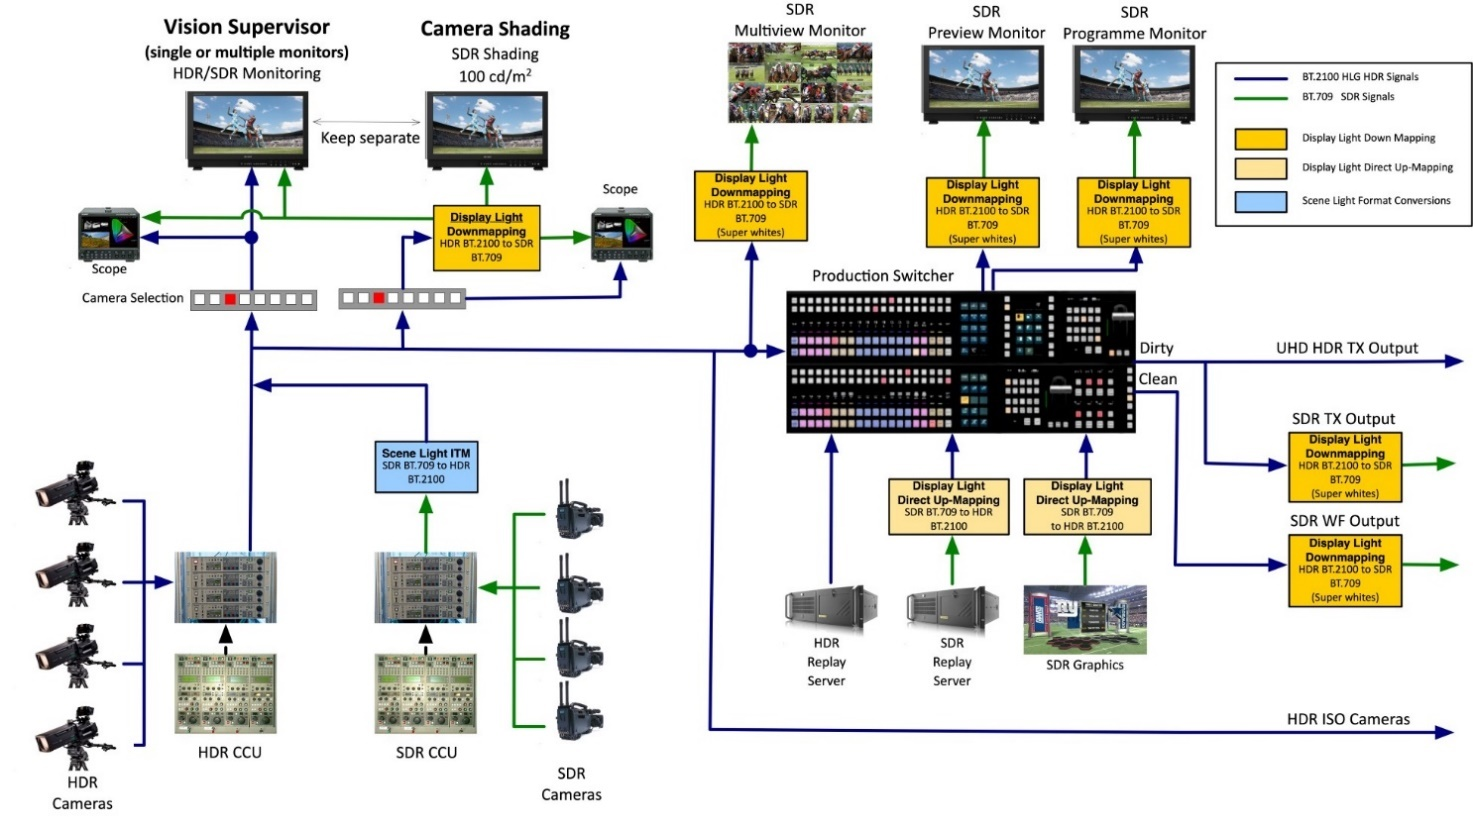 Vision Supervisor
(single or multiple monitors)
HDR/SDR Monitoring
Camera Shading
SDR Shading
100 cd/m²
Keep separate
SDR
Multiview Monitor
SDR
Preview Monitor
SDR
Programme Monitor
BT.2100 HLG HDR Signals
BT.709 SDR Signals
Display Light Down Mapping
Display Light Direct Up-Mapping
Scene Light Format Conversions
Scope
Scope
Display Light
Downmapping
HDR BT.2100 to SDR
BT.709
Display Light
Downmapping
HDR BT.2100 to SDR
BT.709
(Super whites)
Display Light
Downmapping
HDR BT.2100 to SDR
BT.709
(Super whites)
Display Light
Downmapping
HDR BT.2100 to SDR
BT.709
(Super whites)
Camera Selection
Production Switcher
Dirty
Clean
UHD HDR TX Output
SDR TX Output
Display Light
Downmapping
HDR BT.2100 to SDR
BT.709
(Super whites)
SDR WF Output
Display Light
Downmapping
HDR BT.2100 to SDR
BT.709
(Super whites)
Scene Light ITM
SDR BT.709 to HDR
BT.2100
Display Light
Direct Up-Mapping
SDR BT.709 to HDR
BT.2100
Display Light
Direct Up-Mapping
SDR BT.709
to HDR BT.2100
HDR
Replay
Server
SDR
Replay
Server
SDR Graphics
HDR ISO Cameras
HDR CCU
SDR CCU
HDR
Cameras
SDR
Cameras